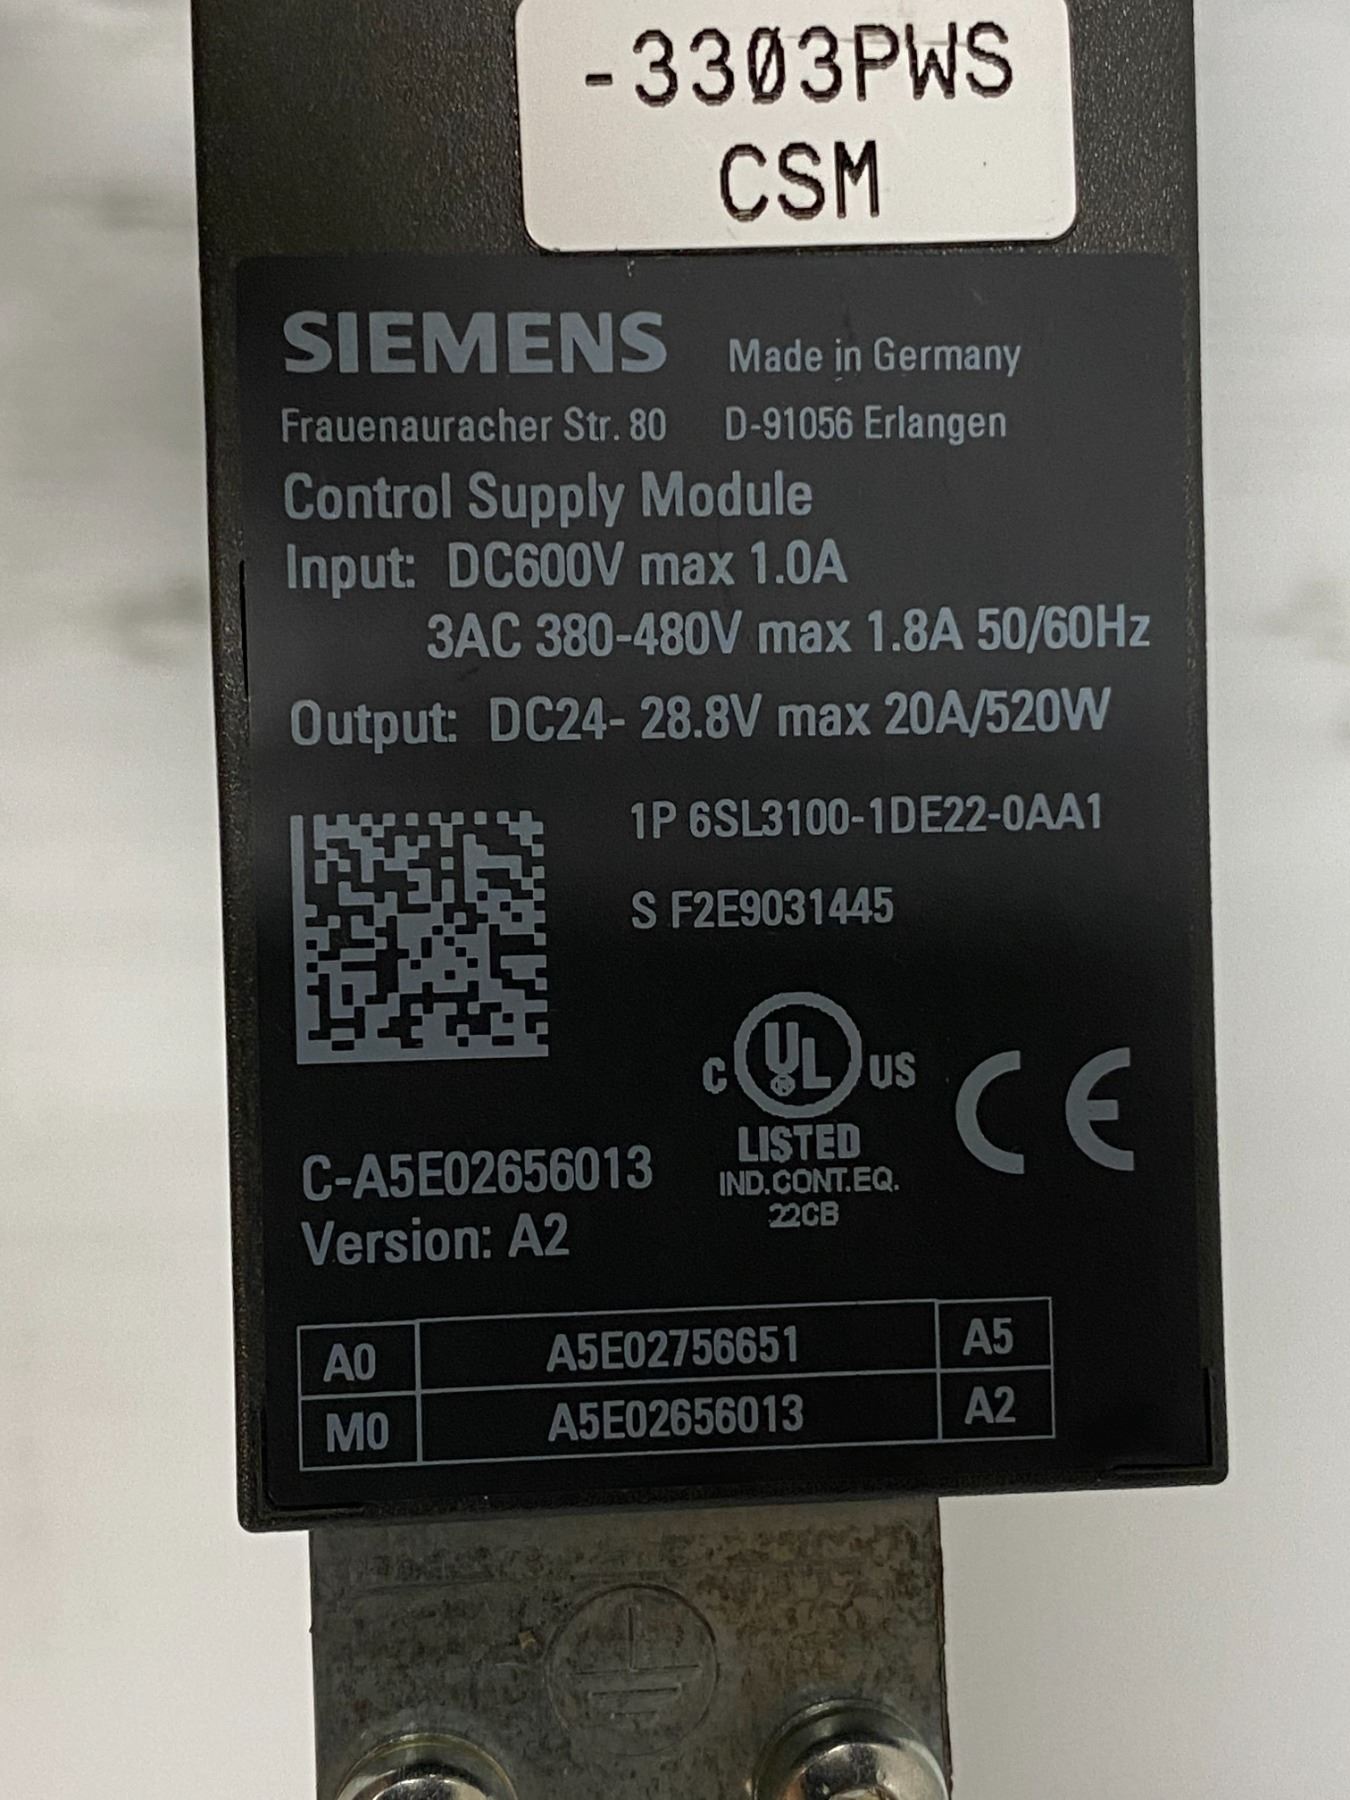 -3303PWS
CSM
SIEMENS Made in Germany
Frauenauracher Str. 80 D-91056 Erlangen
Control Supply Module
Input: DC600V max 1.0A
3AC 380-480V max 1.8A 50/60Hz
Output: DC24- 28.8V max 20A/520W
1P 6SL3100-1DE22-0AA1
S F2E9031445
C UL ® US
LISTED
IND.CONT.EQ.
22CB
CE
C-A5E02656013
Version: A2
A0 A5E02756651 A5
M0 A5E02656013 A2